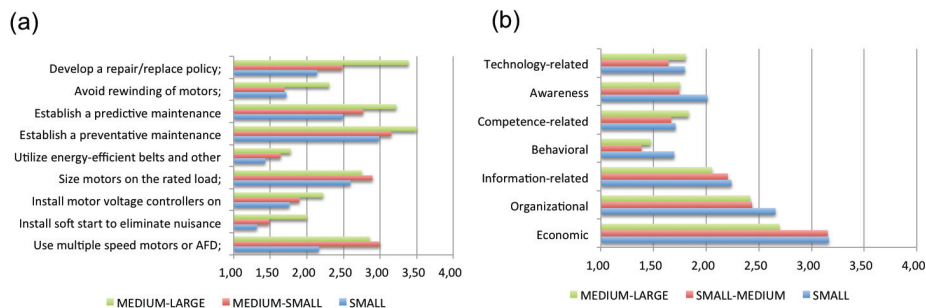 (a)
Develop a repair/replace policy;
Avoid rewinding of motors;
Establish a predictive maintenance
Establish a preventative maintenance
Utilize energy-efficient belts and other
Size motors on the rated load;
Install motor voltage controllers on
Install soft start to eliminate nuisance
Use multiple speed motors or AFD;
1,00 1,50 2,00 2,50 3,00 3,50 4,00
MEDIUM-LARGE MEDIUM-SMALL SMALL
(b)
Technology-related
Awareness
Competence-related
Behavioral
Information-related
Organizational
Economic
1,00 1,50 2,00 2,50 3,00 3,50 4,00
MEDIUM-LARGE SMALL-MEDIUM SMALL